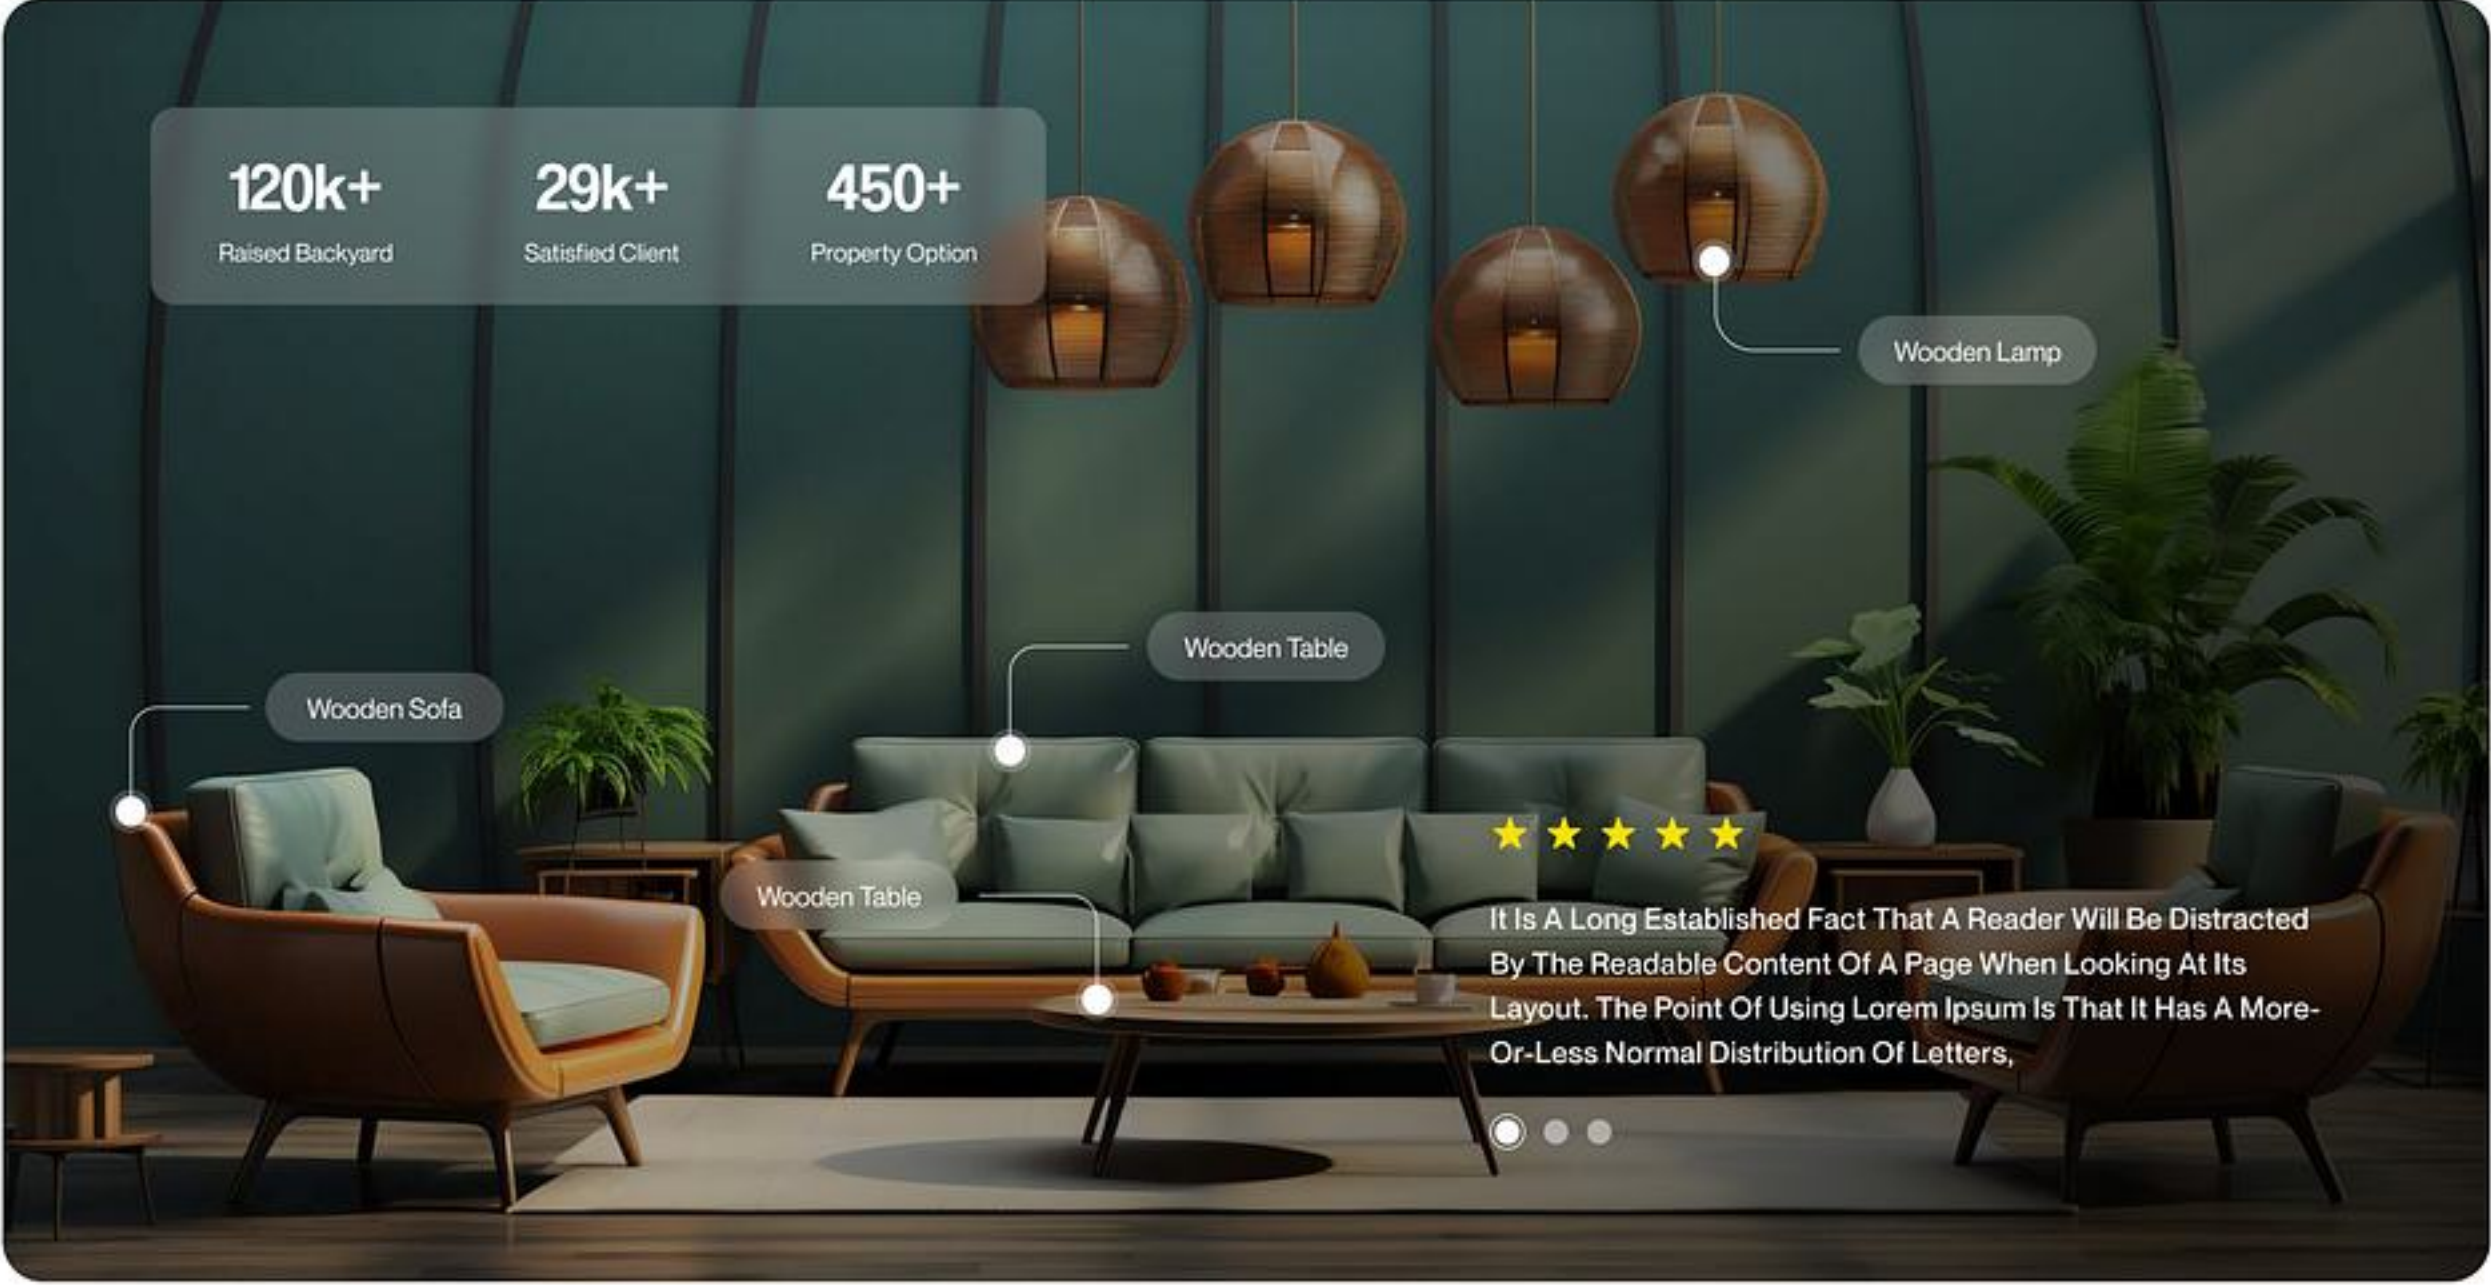 120k+ 29k+ 450+
Raised Backyard Satisfied Client Property Option
Wooden Lamp
Wooden Table
Wooden Sofa
Wooden Table
It Is A Long Established Fact That A Reader Will Be Distracted
By The Readable Content Of A Page When Looking At Its
Layout. The Point Of Using Lorem Ipsum Is That It Has A More-
Or-Less Normal Distribution Of Letters,